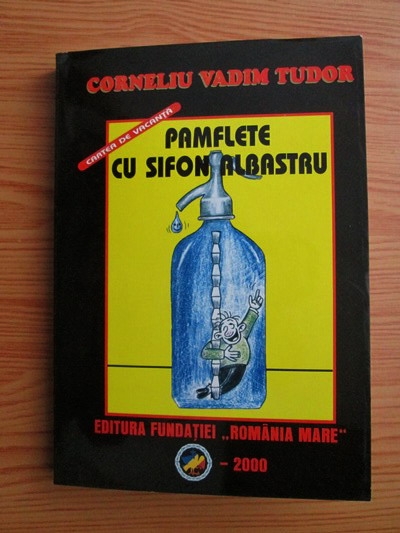 CORNELIU VADIM TUDOR
CARTEA DE VACANȚĂ
PAMFLETE
CU SIFON ALBASTRU
EDITURA FUNDAȚIEI „ROMÂNIA MARE“
– 2000